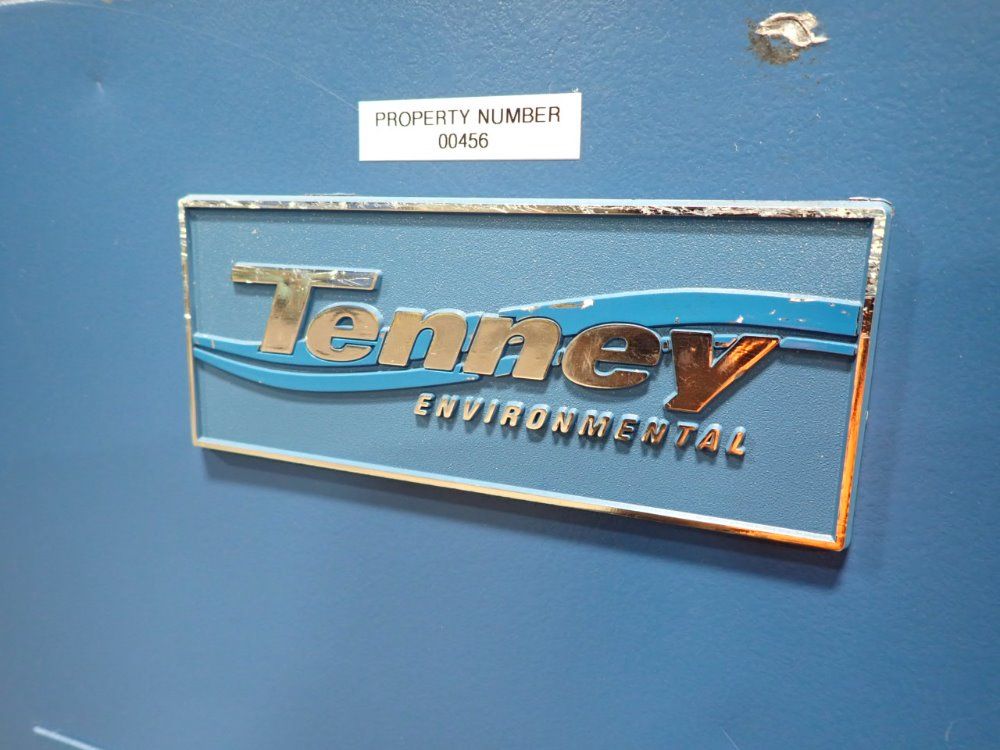 PROPERTY NUMBER
00456
Tenney
ENVIRONMENTAL